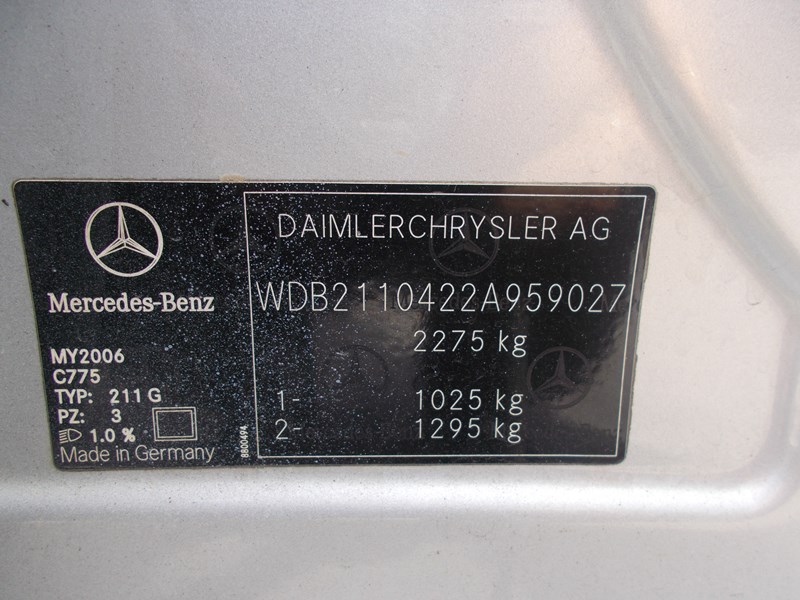 Mercedes-Benz
MY2006
C775
TYP: 211 G
PZ: 3
1.0 %
Made in Germany
8800494
DAIMLERCHRYSLER AG
WDB2110422A959027
2275 kg
1- 1025 kg
2- 1295 kg